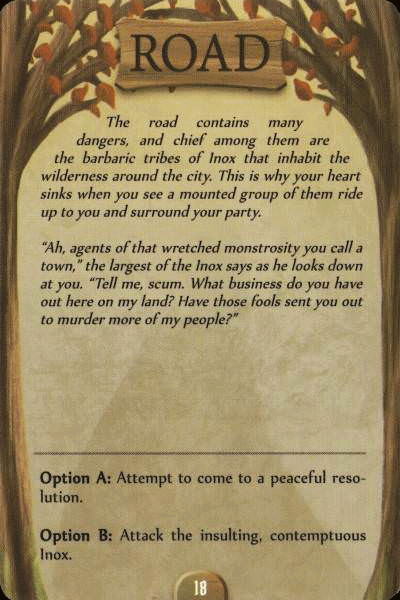 ROAD
The road contains many
dangers, and chief among them are
the barbaric tribes of Inox that inhabit the
wilderness around the city. This is why your heart
sinks when you see a mounted group of them ride
up to you and surround your party.
“Ah, agents of that wretched monstrosity you call a
town,” the largest of the Inox says as he looks down
at you. “Tell me, scum. What business do you have
out here on my land? Have those fools sent you out
to murder more of my people?”
Option A: Attempt to come to a peaceful reso-
lution.
Option B: Attack the insulting, contemptuous
Inox.
18